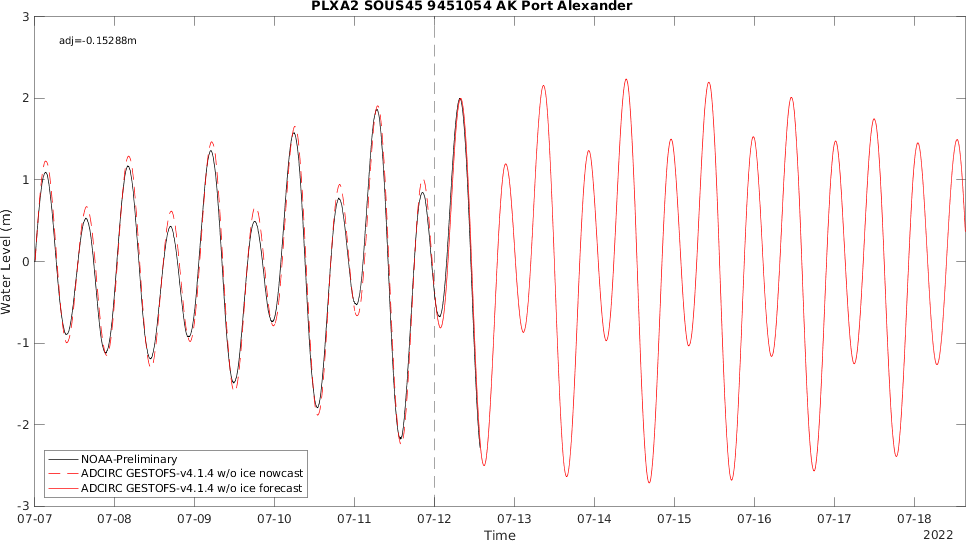 PLXA2 SOUS45 9451054 AK Port Alexander
adj=-0.15288m
3
2
1
0
-1
-2
-3
Water Level (m)
NOAA-Preliminary
ADCIRC GESTOFS-v4.1.4 w/o ice nowcast
ADCIRC GESTOFS-v4.1.4 w/o ice forecast
07-07 07-08 07-09 07-10 07-11 07-12 07-13 07-14 07-15 07-16 07-17 07-18
Time
2022